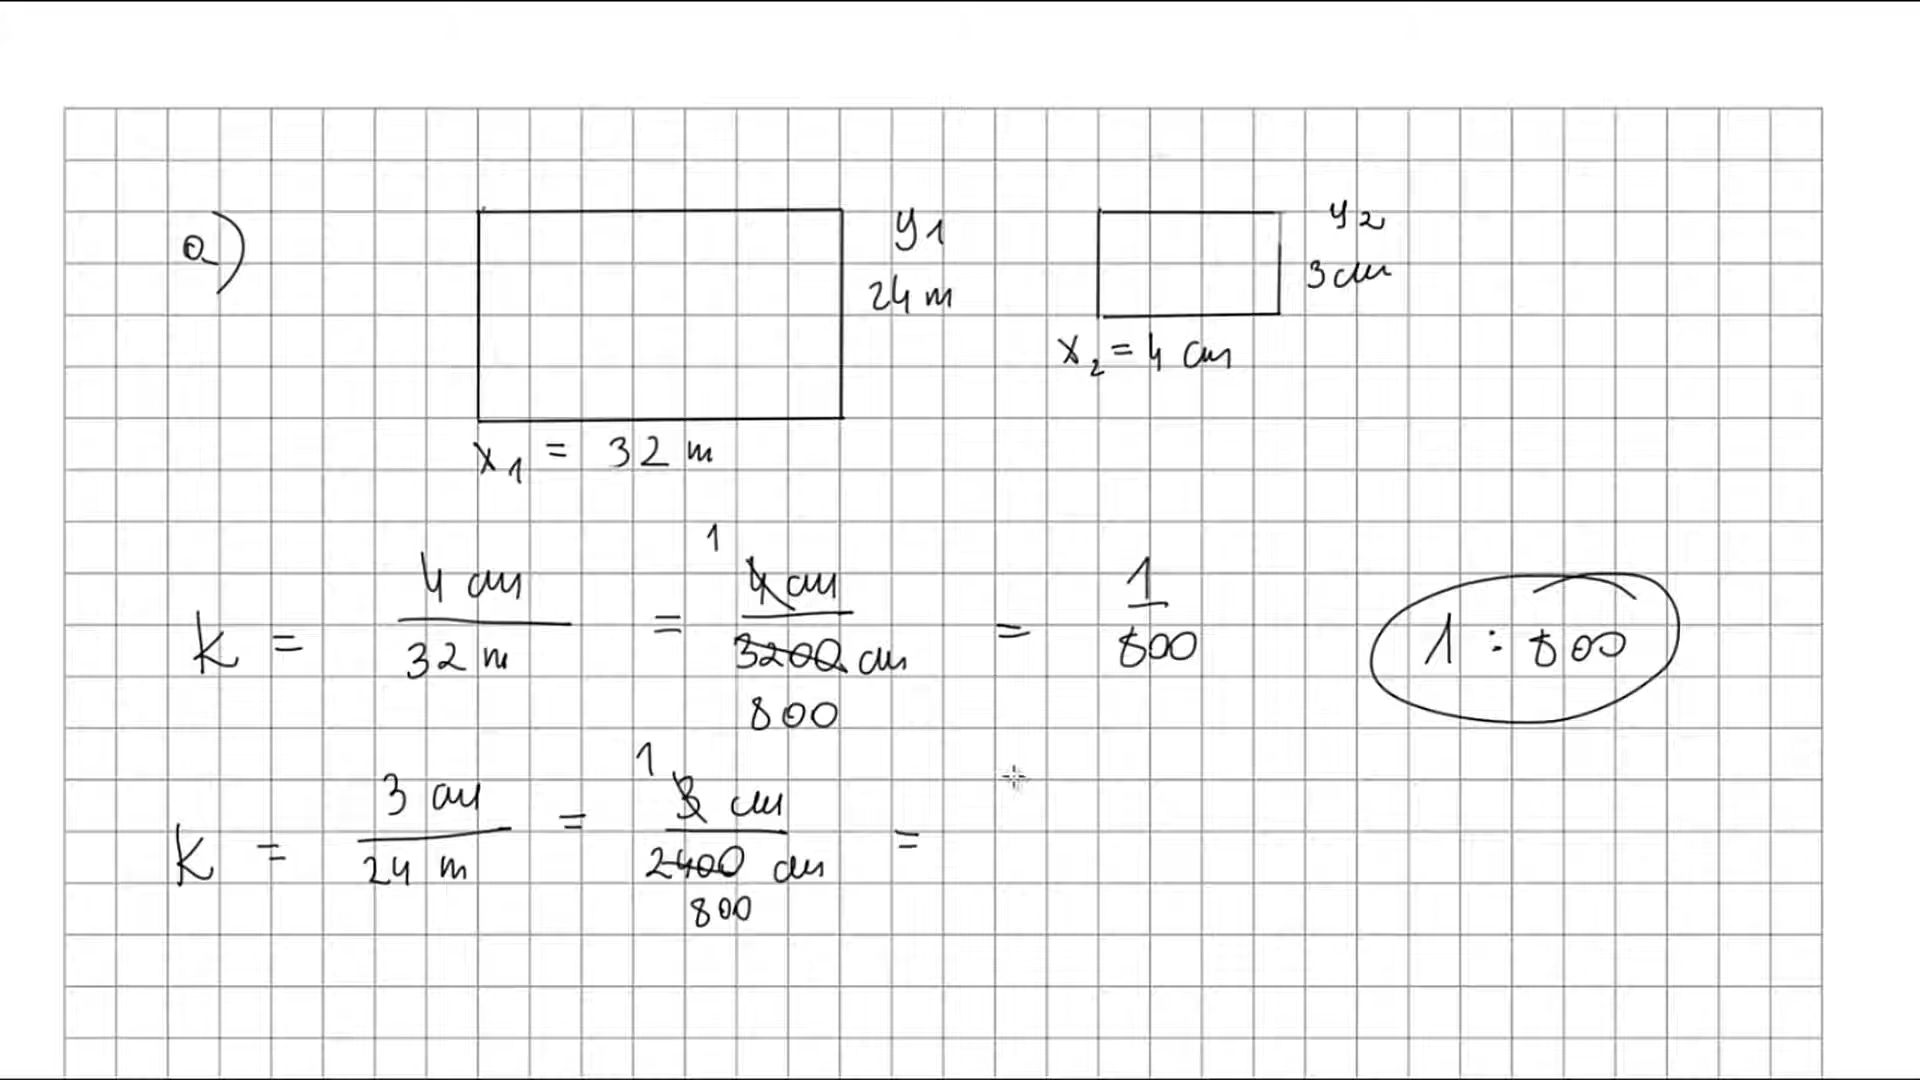 a)
y1
24 m
y2
3 cm
x2 = 4 cm
x1 = 32 m
k = 4 cm / 32 m = 1 4 cm / 3200 cm 800 = 1 / 800
1 : 800
k = 3 cm / 24 m = 1 3 cm / 2400 cm 800 =